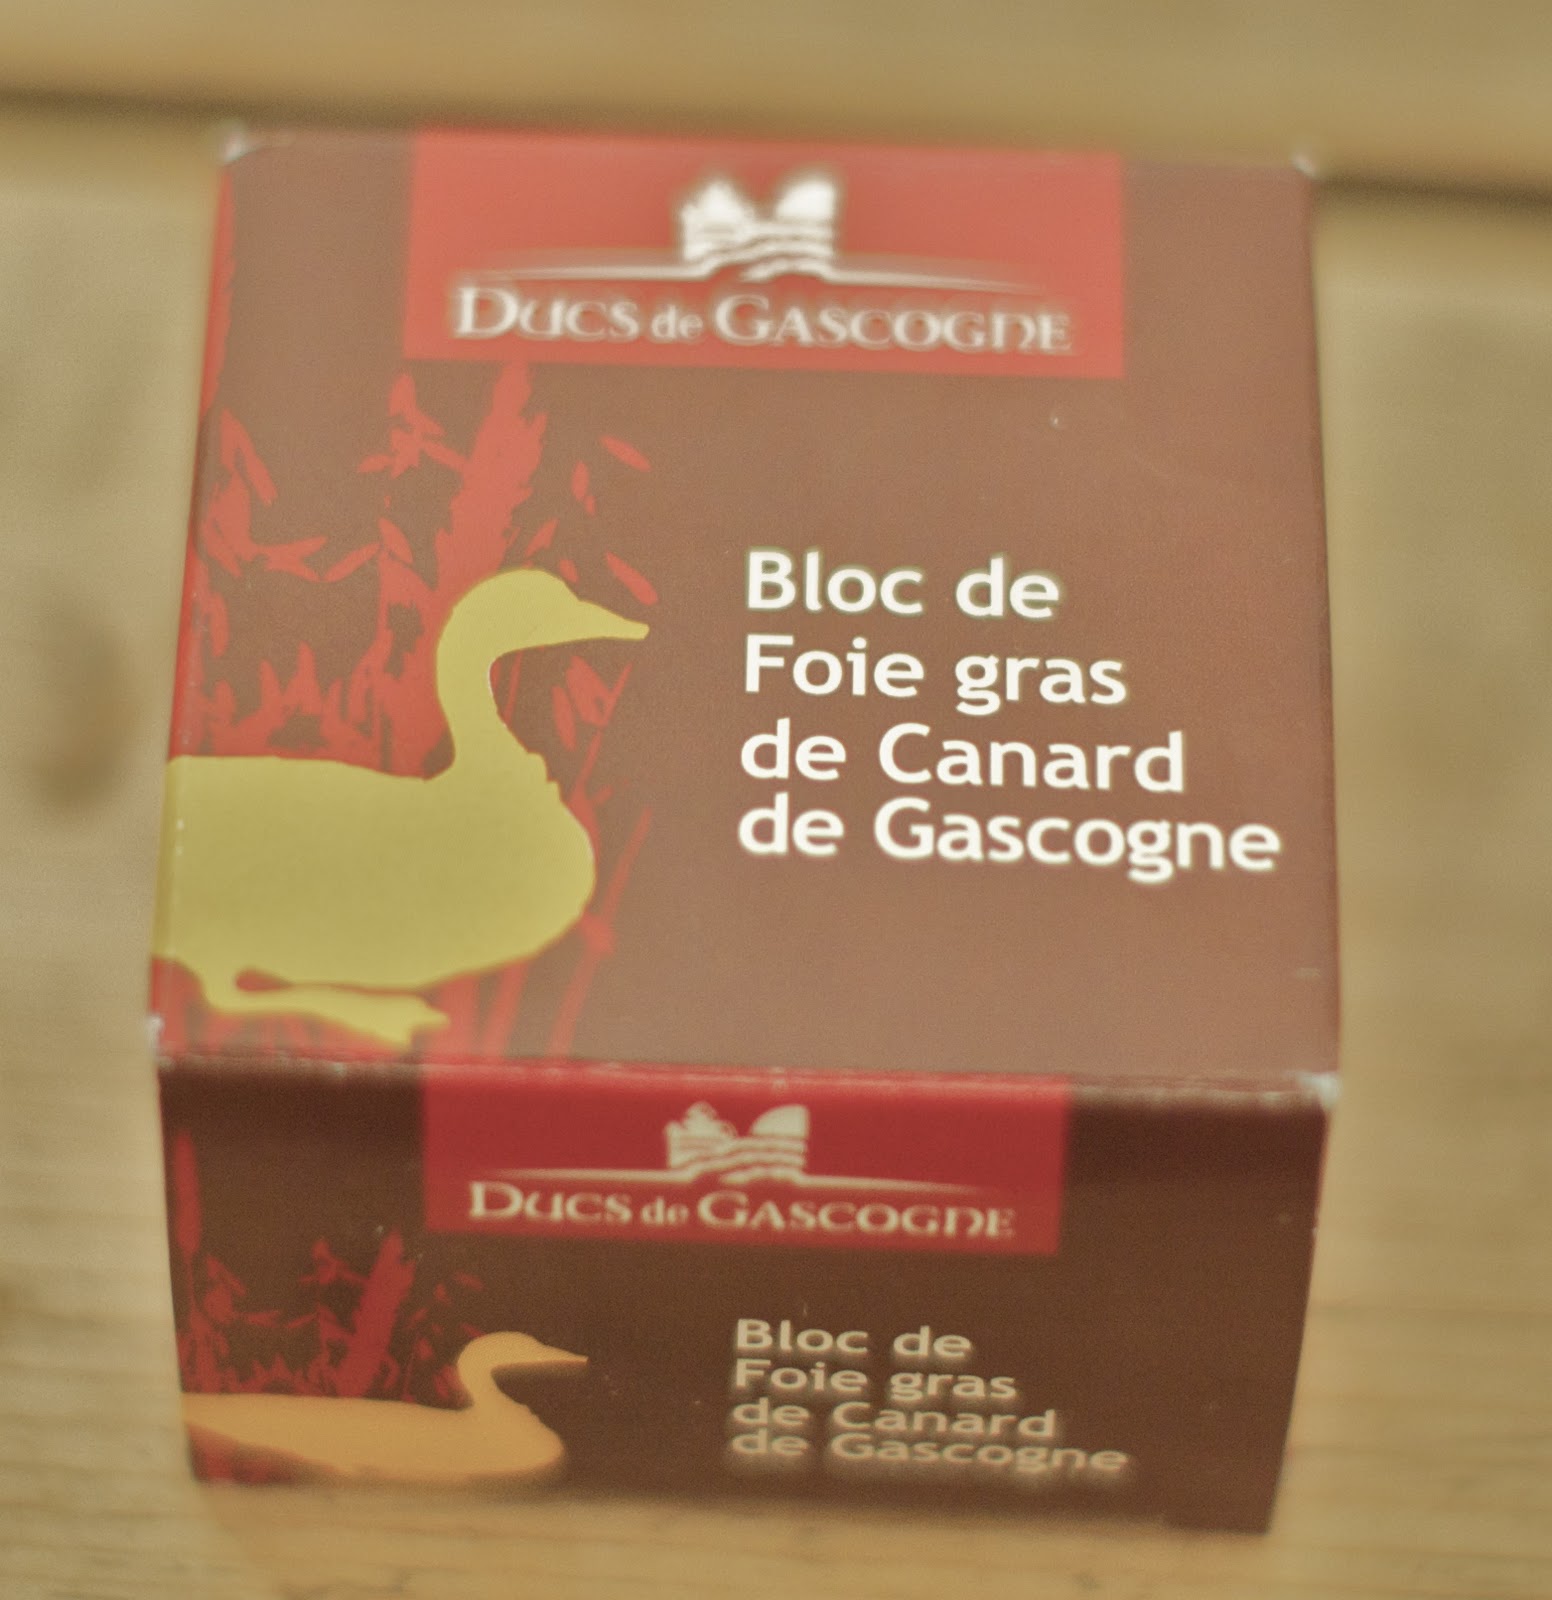 DUCS de GASCOGNE
Bloc de
Foie gras
de Canard
de Gascogne
DUCS de GASCOGNE
Bloc de
Foie gras
de Canard
de Gascogne